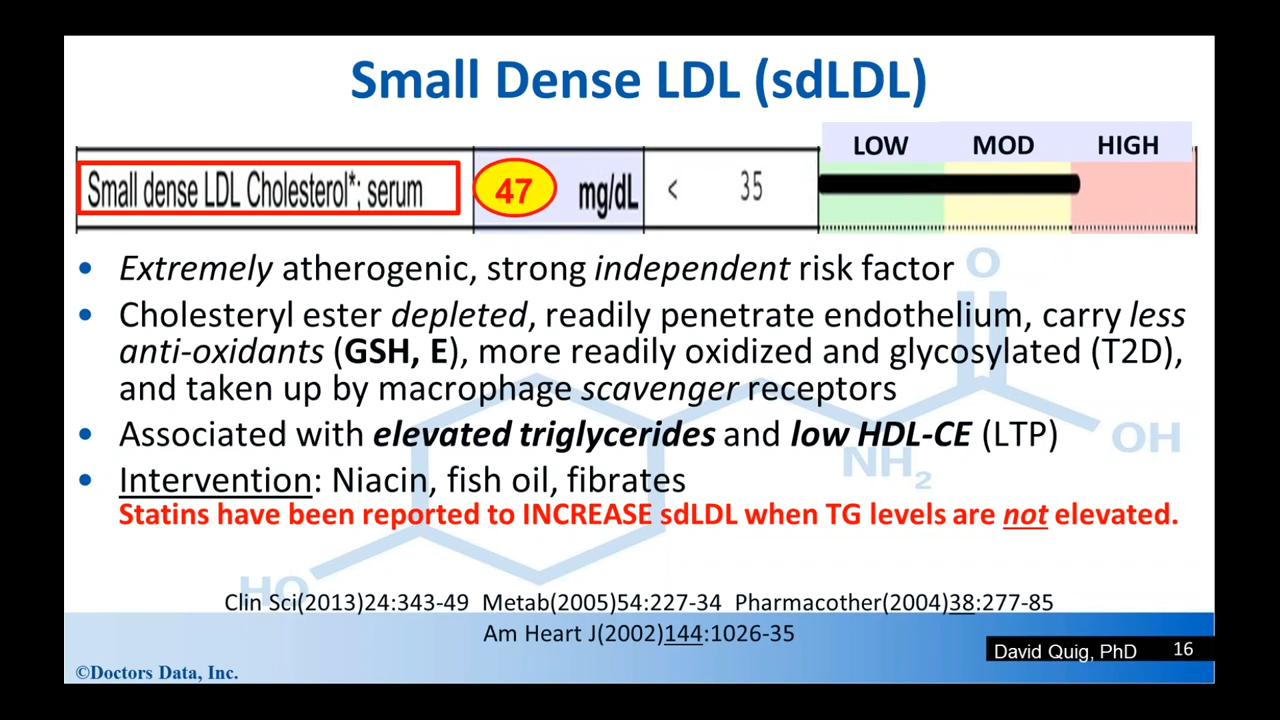 Small Dense LDL (sdLDL)
LOW MOD HIGH
Small dense LDL Cholesterol*; serum 47 mg/dL < 35
• Extremely atherogenic, strong independent risk factor
• Cholesteryl ester depleted, readily penetrate endothelium, carry less
anti-oxidants (GSH, E), more readily oxidized and glycosylated (T2D),
and taken up by macrophage scavenger receptors
• Associated with elevated triglycerides and low HDL-CE (LTP)
• Intervention: Niacin, fish oil, fibrates
Statins have been reported to INCREASE sdLDL when TG levels are not elevated.
O
OH
NH2
HO
Clin Sci(2013)24:343-49 Metab(2005)54:227-34 Pharmacother(2004)38:277-85
Am Heart J(2002)144:1026-35
David Quig, PhD 16
©Doctors Data, Inc.